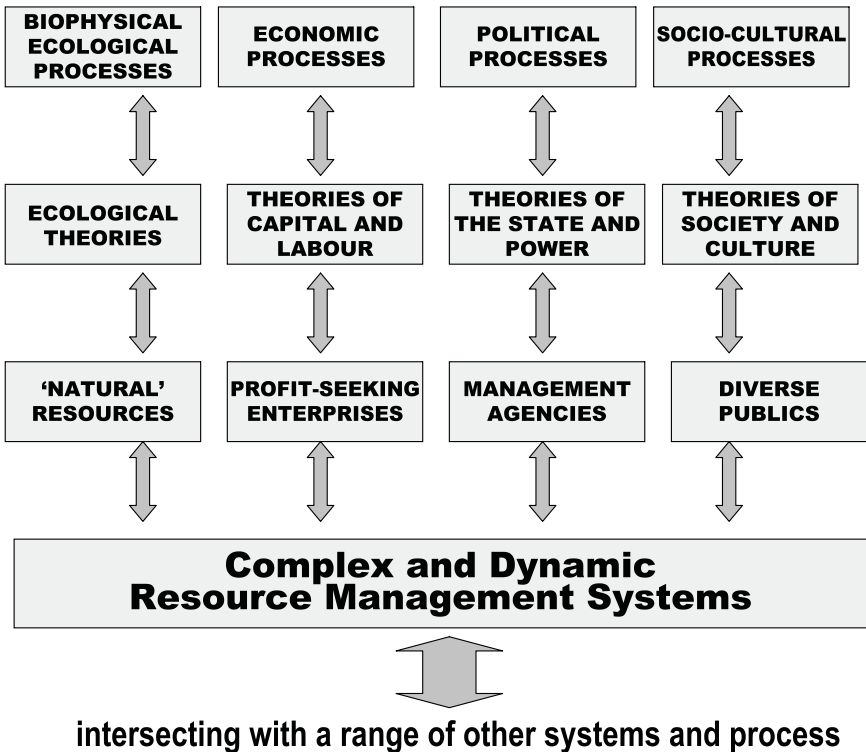 BIOPHYSICAL
ECOLOGICAL
PROCESSES
ECONOMIC
PROCESSES
POLITICAL
PROCESSES
SOCIO-CULTURAL
PROCESSES
ECOLOGICAL
THEORIES
THEORIES OF
CAPITAL AND
LABOUR
THEORIES OF
THE STATE AND
POWER
THEORIES OF
SOCIETY AND
CULTURE
‘NATURAL’
RESOURCES
PROFIT-SEEKING
ENTERPRISES
MANAGEMENT
AGENCIES
DIVERSE
PUBLICS
Complex and Dynamic
Resource Management Systems
intersecting with a range of other systems and process